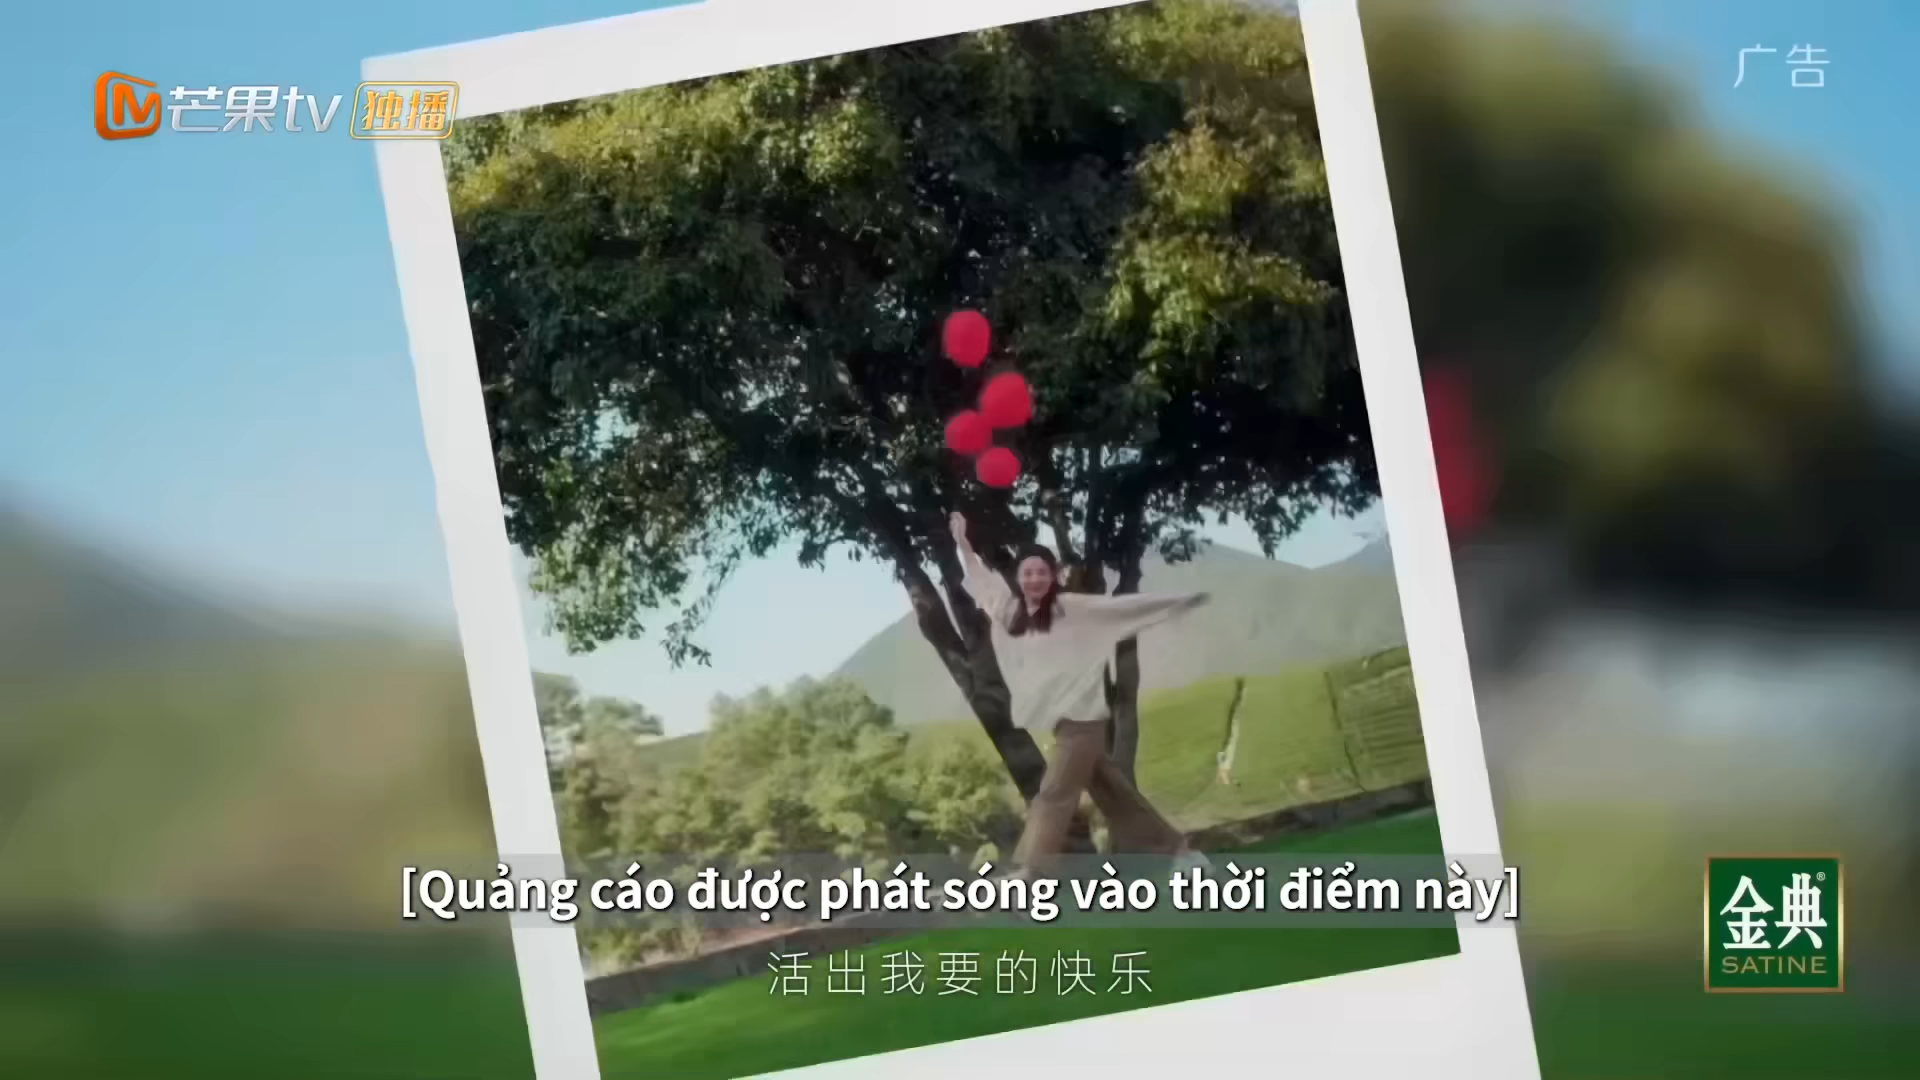 芒果tv 独播
广告
[Quảng cáo được phát sóng vào thời điểm này]
活出我要的快乐
金典®
SATINE